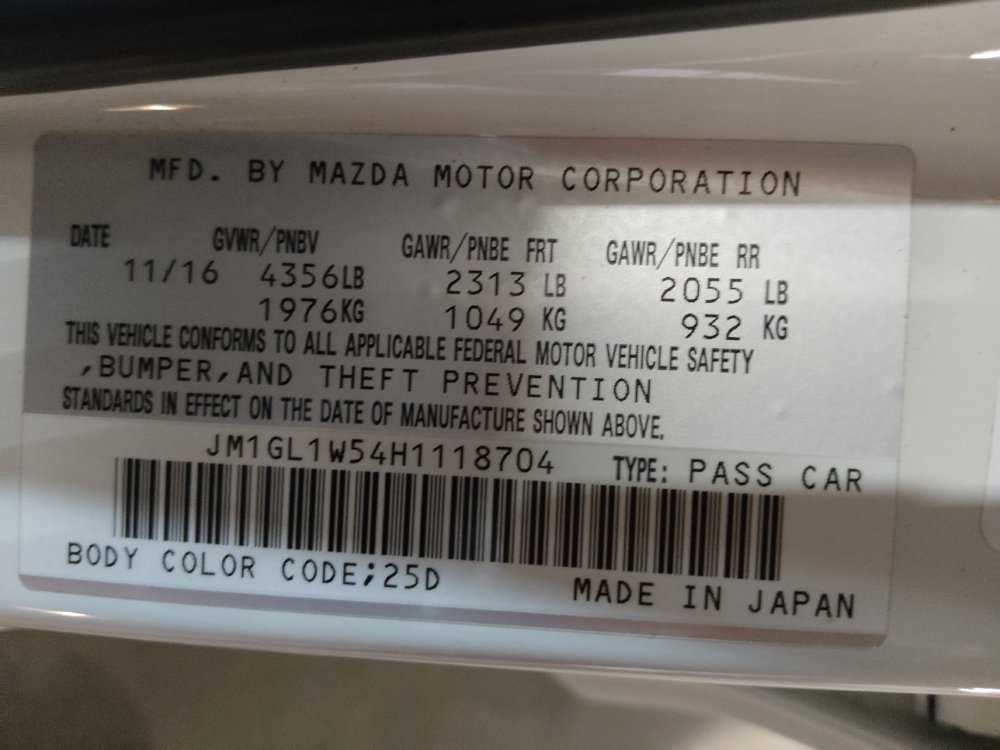 MFD. BY MAZDA MOTOR CORPORATION
DATE GVWR/PNBV GAWR/PNBE FRT GAWR/PNBE RR
11/16 4356LB 2313 LB 2055 LB
1976KG 1049 KG 932 KG
THIS VEHICLE CONFORMS TO ALL APPLICABLE FEDERAL MOTOR VEHICLE SAFETY
,BUMPER,AND THEFT PREVENTION
STANDARDS IN EFFECT ON THE DATE OF MANUFACTURE SHOWN ABOVE.
JM1GL1W54H1118704 TYPE: PASS CAR
BODY COLOR CODE;25D MADE IN JAPAN